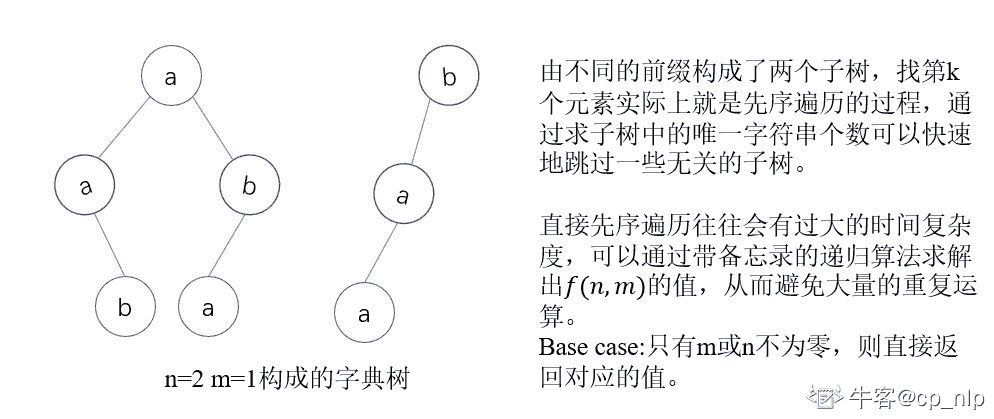 a
b
a
b
a
b
a
a
由不同的前缀构成了两个子树，找第k
个元素实际上就是先序遍历的过程，通
过求子树中的唯一字符串个数可以快速
地跳过一些无关的子树。
直接先序遍历往往会有过大的时间复杂
度，可以通过带备忘录的递归算法求解
出f(n,m)的值，从而避免大量的重复运
算。
Base case:只有m或n不为零，则直接返
回对应的值。
n=2 m=1构成的字典树
牛客@cp_nlp